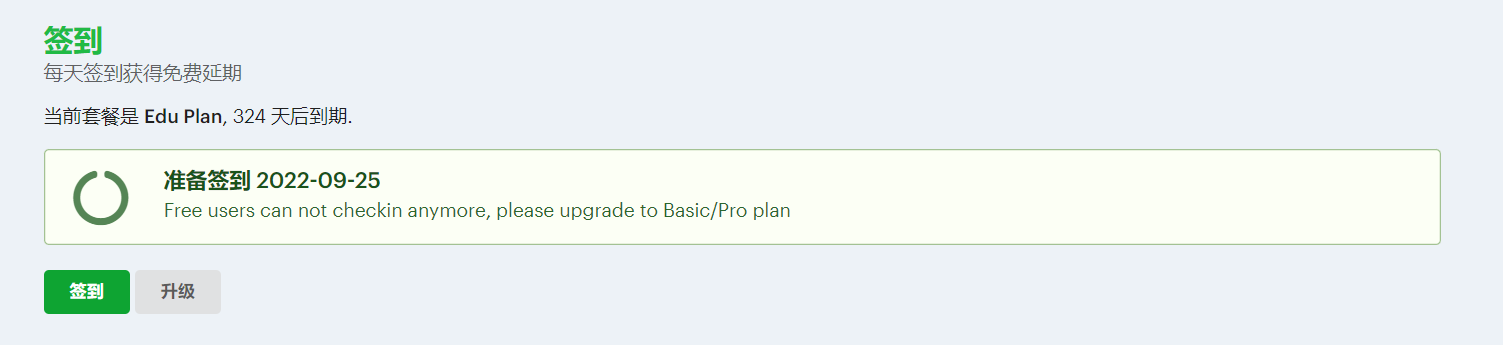 签到
每天签到获得免费延期
当前套餐是 Edu Plan, 324 天后到期.
准备签到 2022-09-25
Free users can not checkin anymore, please upgrade to Basic/Pro plan
签到 升级